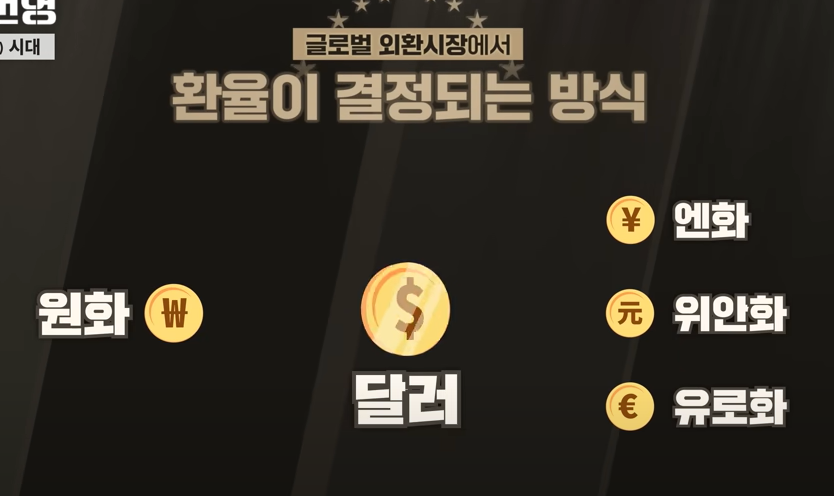 시대
글로벌 외환시장에서
환율이 결정되는 방식
¥ 엔화
원화 ₩
$
元 위안화
달러
€ 유로화